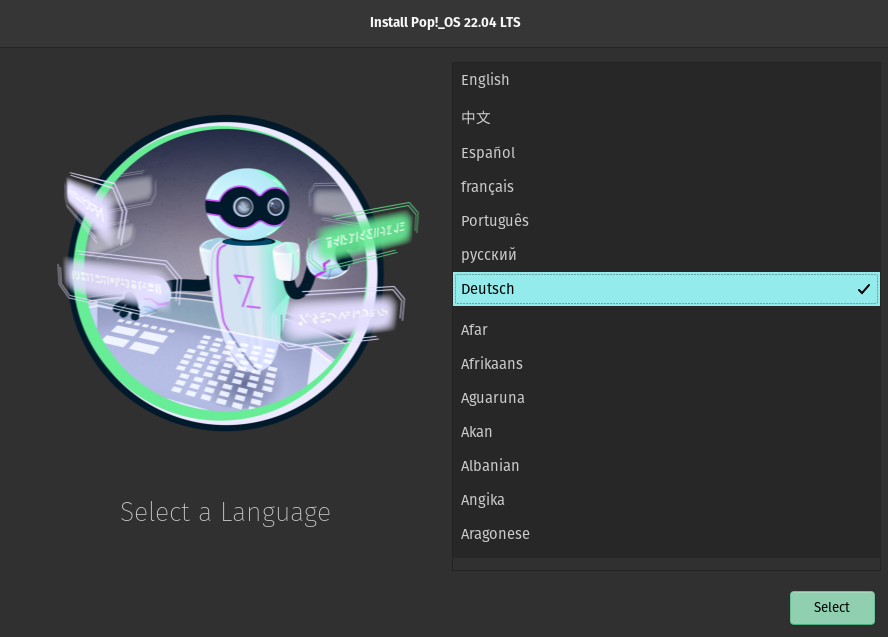 Install Pop!_OS 22.04 LTS
English
中文
Español
français
Português
русский
Deutsch
Afar
Afrikaans
Aguaruna
Akan
Albanian
Angika
Aragonese
Select a Language
Select